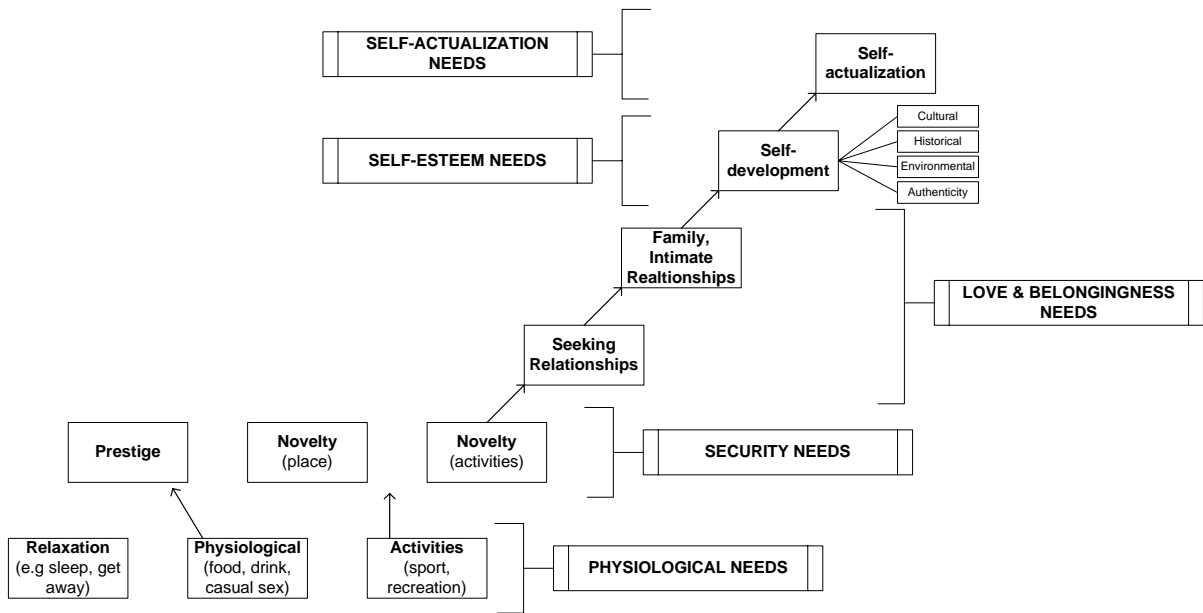 SELF-ACTUALIZATION
NEEDS
Self-
actualization
Cultural
Historical
Environmental
Authenticity
SELF-ESTEEM NEEDS
Self-
development
Family,
Intimate
Realtionships
LOVE & BELONGINGNESS
NEEDS
Seeking
Relationships
Prestige
Novelty
(place)
Novelty
(activities)
SECURITY NEEDS
Relaxation
(e.g sleep, get
away)
Physiological
(food, drink,
casual sex)
Activities
(sport,
recreation)
PHYSIOLOGICAL NEEDS